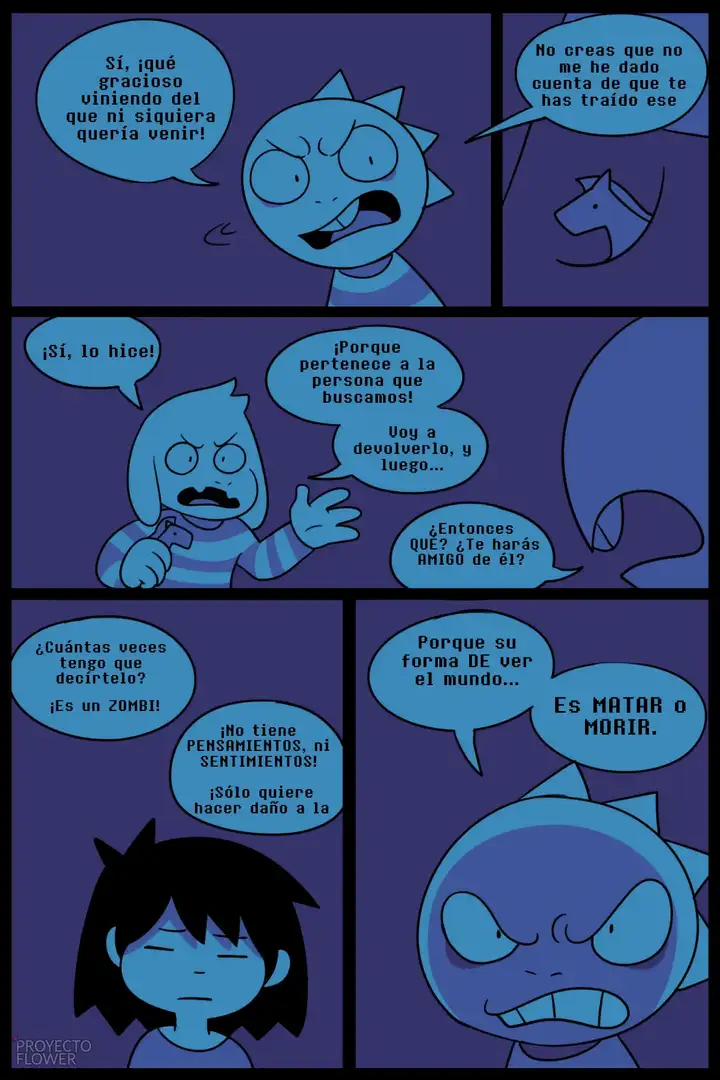 Sí, ¡qué
gracioso
viniendo del
que ni siquiera
quería venir!
No creas que no
me he dado
cuenta de que te
has traído ese
¡Sí, lo hice!
¡Porque
pertenece a la
persona que
buscamos!
Voy a
devolverlo, y
luego...
¿Entonces
QUÉ? ¿Te harás
AMIGO de él?
¿Cuántas veces
tengo que
decírtelo?
¡Es un ZOMBI!
¡No tiene
PENSAMIENTOS, ni
SENTIMIENTOS!
¡Sólo quiere
hacer daño a la
Porque su
forma DE ver
el mundo...
Es MATAR o
MORIR.
PROYECTO
FLOWER